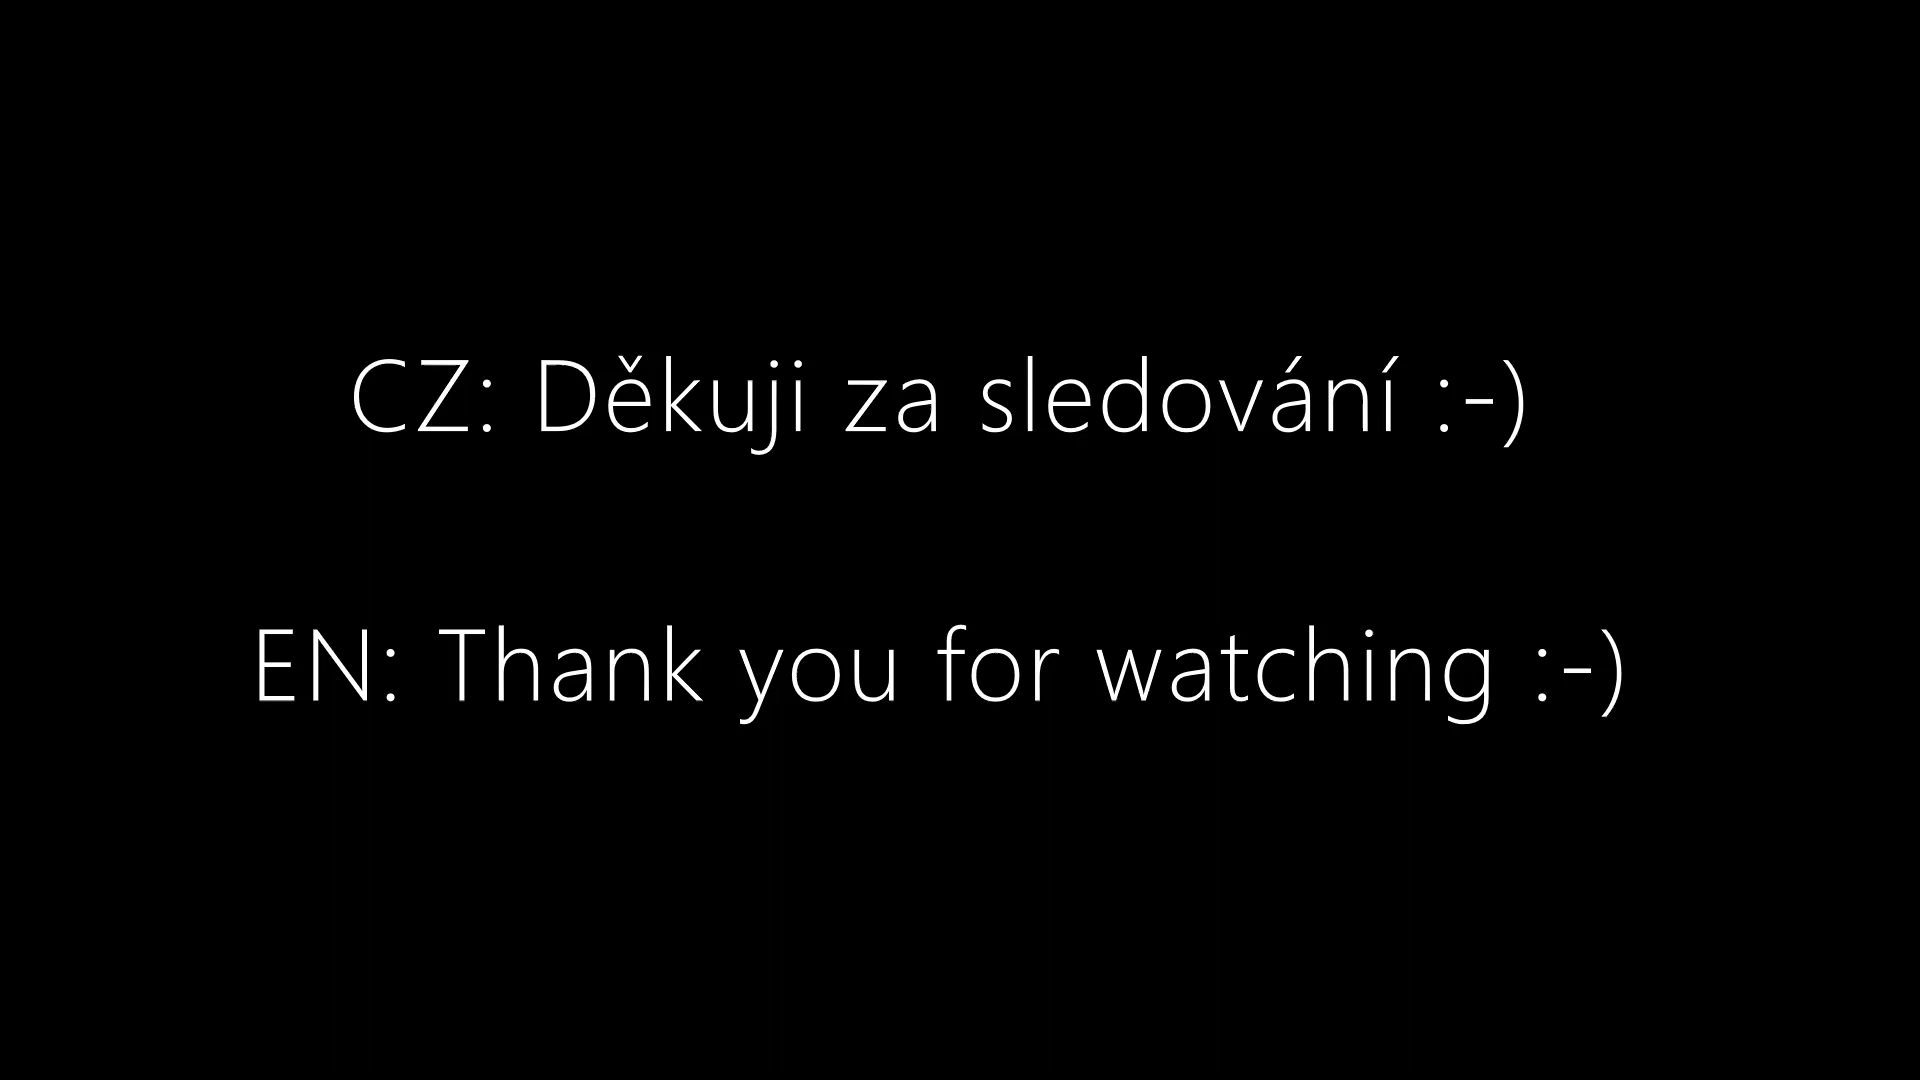 CZ: Děkuji za sledování :-)
EN: Thank you for watching :-)